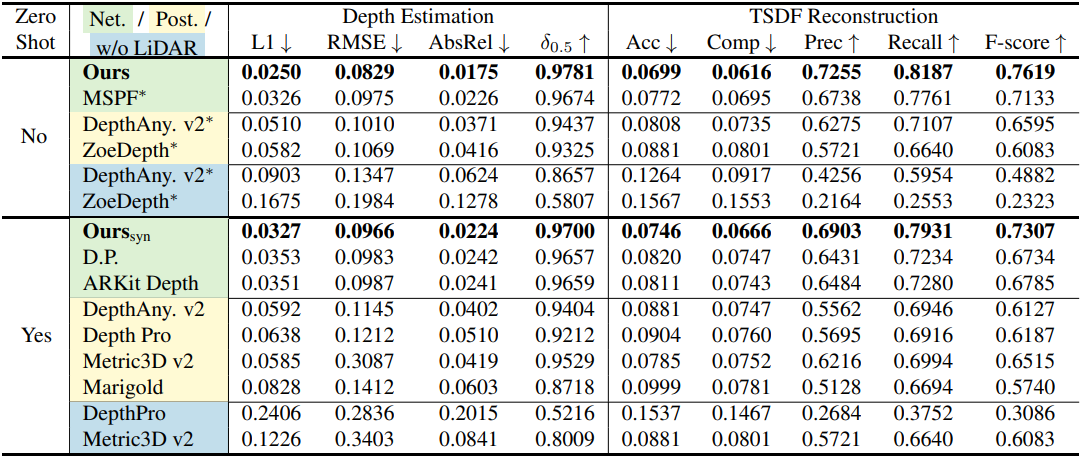 Zero Net. / Post. / Depth Estimation TSDF Reconstruction
Shot w/o LiDAR L1 ↓ RMSE ↓ AbsRel ↓ δ0.5 ↑ Acc ↓ Comp ↓ Prec ↑ Recall ↑ F-score ↑
No
Ours 0.0250 0.0829 0.0175 0.9781 0.0699 0.0616 0.7255 0.8187 0.7619
MSPF* 0.0326 0.0975 0.0226 0.9674 0.0772 0.0695 0.6738 0.7761 0.7133
DepthAny. v2* 0.0510 0.1010 0.0371 0.9437 0.0808 0.0735 0.6275 0.7107 0.6595
ZoeDepth* 0.0582 0.1069 0.0416 0.9325 0.0881 0.0801 0.5721 0.6640 0.6083
DepthAny. v2* 0.0903 0.1347 0.0624 0.8657 0.1264 0.0917 0.4256 0.5954 0.4882
ZoeDepth* 0.1675 0.1984 0.1278 0.5807 0.1567 0.1553 0.2164 0.2553 0.2323
Yes
Ourssyn 0.0327 0.0966 0.0224 0.9700 0.0746 0.0666 0.6903 0.7931 0.7307
D.P. 0.0353 0.0983 0.0242 0.9657 0.0820 0.0747 0.6431 0.7234 0.6734
ARKit Depth 0.0351 0.0987 0.0241 0.9659 0.0811 0.0743 0.6484 0.7280 0.6785
DepthAny. v2 0.0592 0.1145 0.0402 0.9404 0.0881 0.0747 0.5562 0.6946 0.6127
Depth Pro 0.0638 0.1212 0.0510 0.9212 0.0904 0.0760 0.5695 0.6916 0.6187
Metric3D v2 0.0585 0.3087 0.0419 0.9529 0.0785 0.0752 0.6216 0.6994 0.6515
Marigold 0.0828 0.1412 0.0603 0.8718 0.0999 0.0781 0.5128 0.6694 0.5740
DepthPro 0.2406 0.2836 0.2015 0.5216 0.1537 0.1467 0.2684 0.3752 0.3086
Metric3D v2 0.1226 0.3403 0.0841 0.8009 0.0881 0.0801 0.5721 0.6640 0.6083